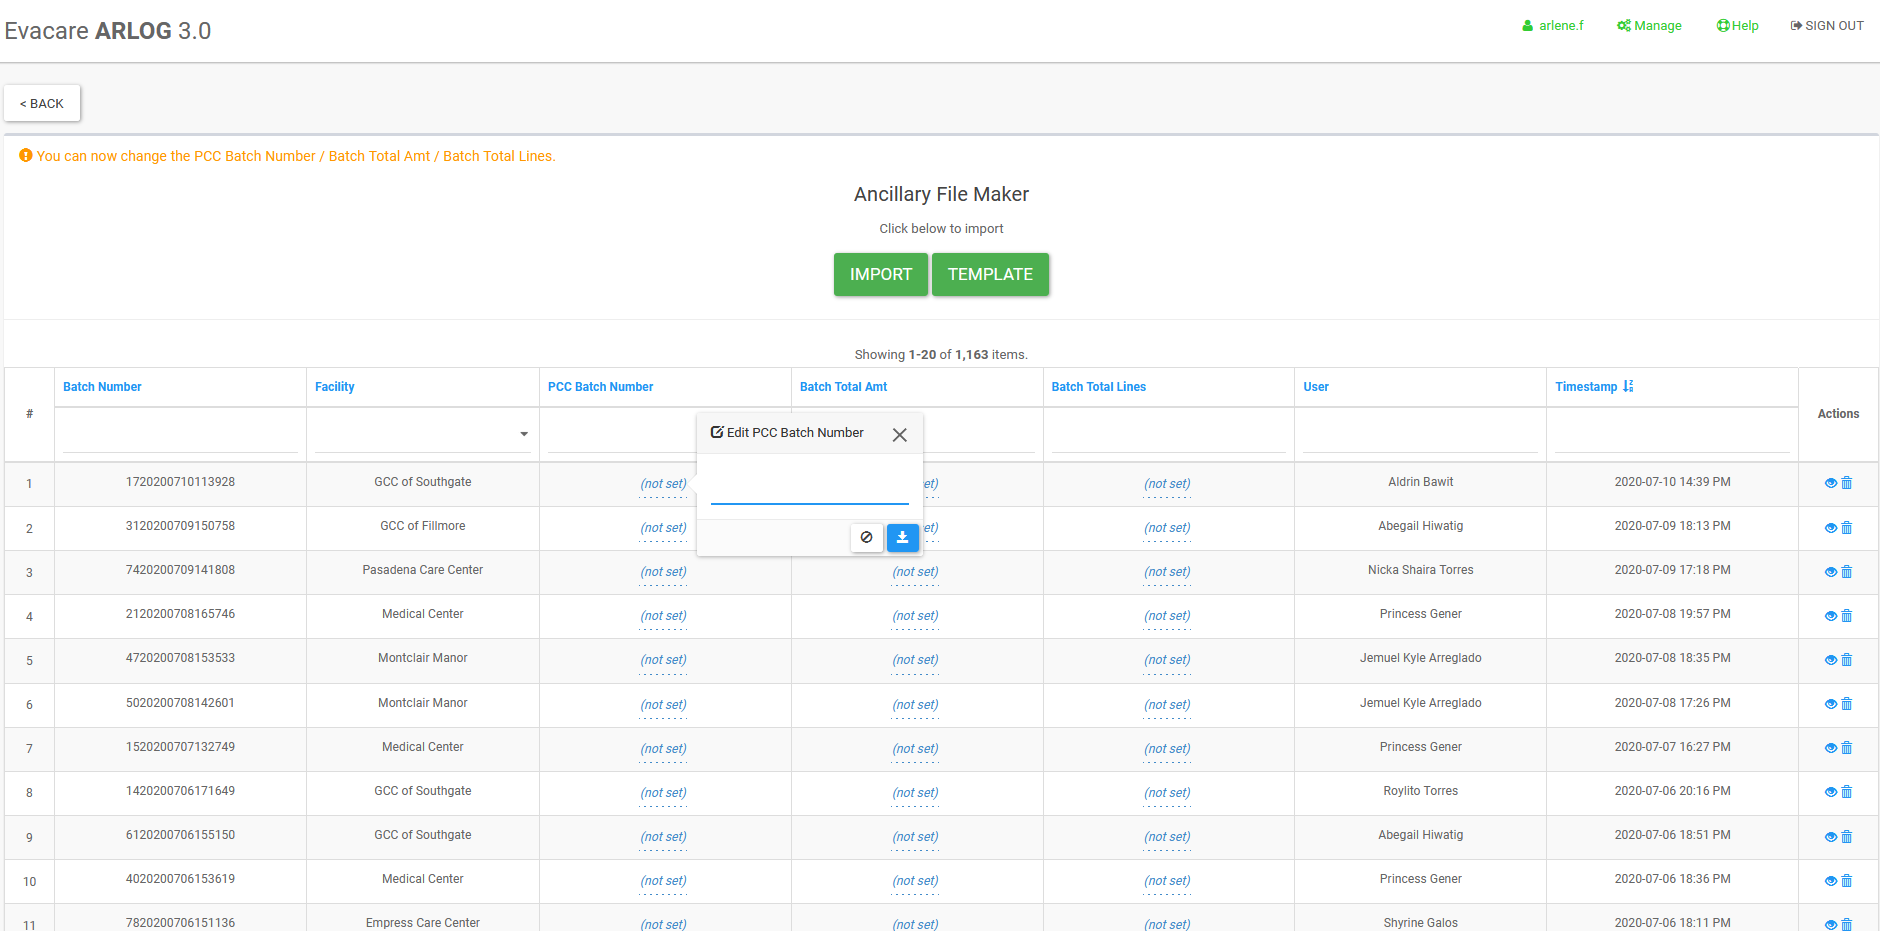 Evacare ARLOG 3.0
arlene.f Manage Help SIGN OUT
< BACK
You can now change the PCC Batch Number / Batch Total Amt / Batch Total Lines.
Ancillary File Maker
Click below to import
IMPORT TEMPLATE
Showing 1-20 of 1,163 items.
# Batch Number Facility PCC Batch Number Batch Total Amt Batch Total Lines User Timestamp Actions
Edit PCC Batch Number
1 1720200710113928 GCC of Southgate (not set) et) (not set) Aldrin Bawit 2020-07-10 14:39 PM
2 3120200709150758 GCC of Fillmore (not set) et) (not set) Abegail Hiwatig 2020-07-09 18:13 PM
3 7420200709141808 Pasadena Care Center (not set) (not set) (not set) Nicka Shaira Torres 2020-07-09 17:18 PM
4 2120200708165746 Medical Center (not set) (not set) (not set) Princess Gener 2020-07-08 19:57 PM
5 4720200708153533 Montclair Manor (not set) (not set) (not set) Jemuel Kyle Arreglado 2020-07-08 18:35 PM
6 5020200708142601 Montclair Manor (not set) (not set) (not set) Jemuel Kyle Arreglado 2020-07-08 17:26 PM
7 1520200707132749 Medical Center (not set) (not set) (not set) Princess Gener 2020-07-07 16:27 PM
8 1420200706171649 GCC of Southgate (not set) (not set) (not set) Roylito Torres 2020-07-06 20:16 PM
9 6120200706155150 GCC of Southgate (not set) (not set) (not set) Abegail Hiwatig 2020-07-06 18:51 PM
10 4020200706153619 Medical Center (not set) (not set) (not set) Princess Gener 2020-07-06 18:36 PM
11 7820200706151136 Empress Care Center (not set) (not set) (not set) Shyrine Galos 2020-07-06 18:11 PM